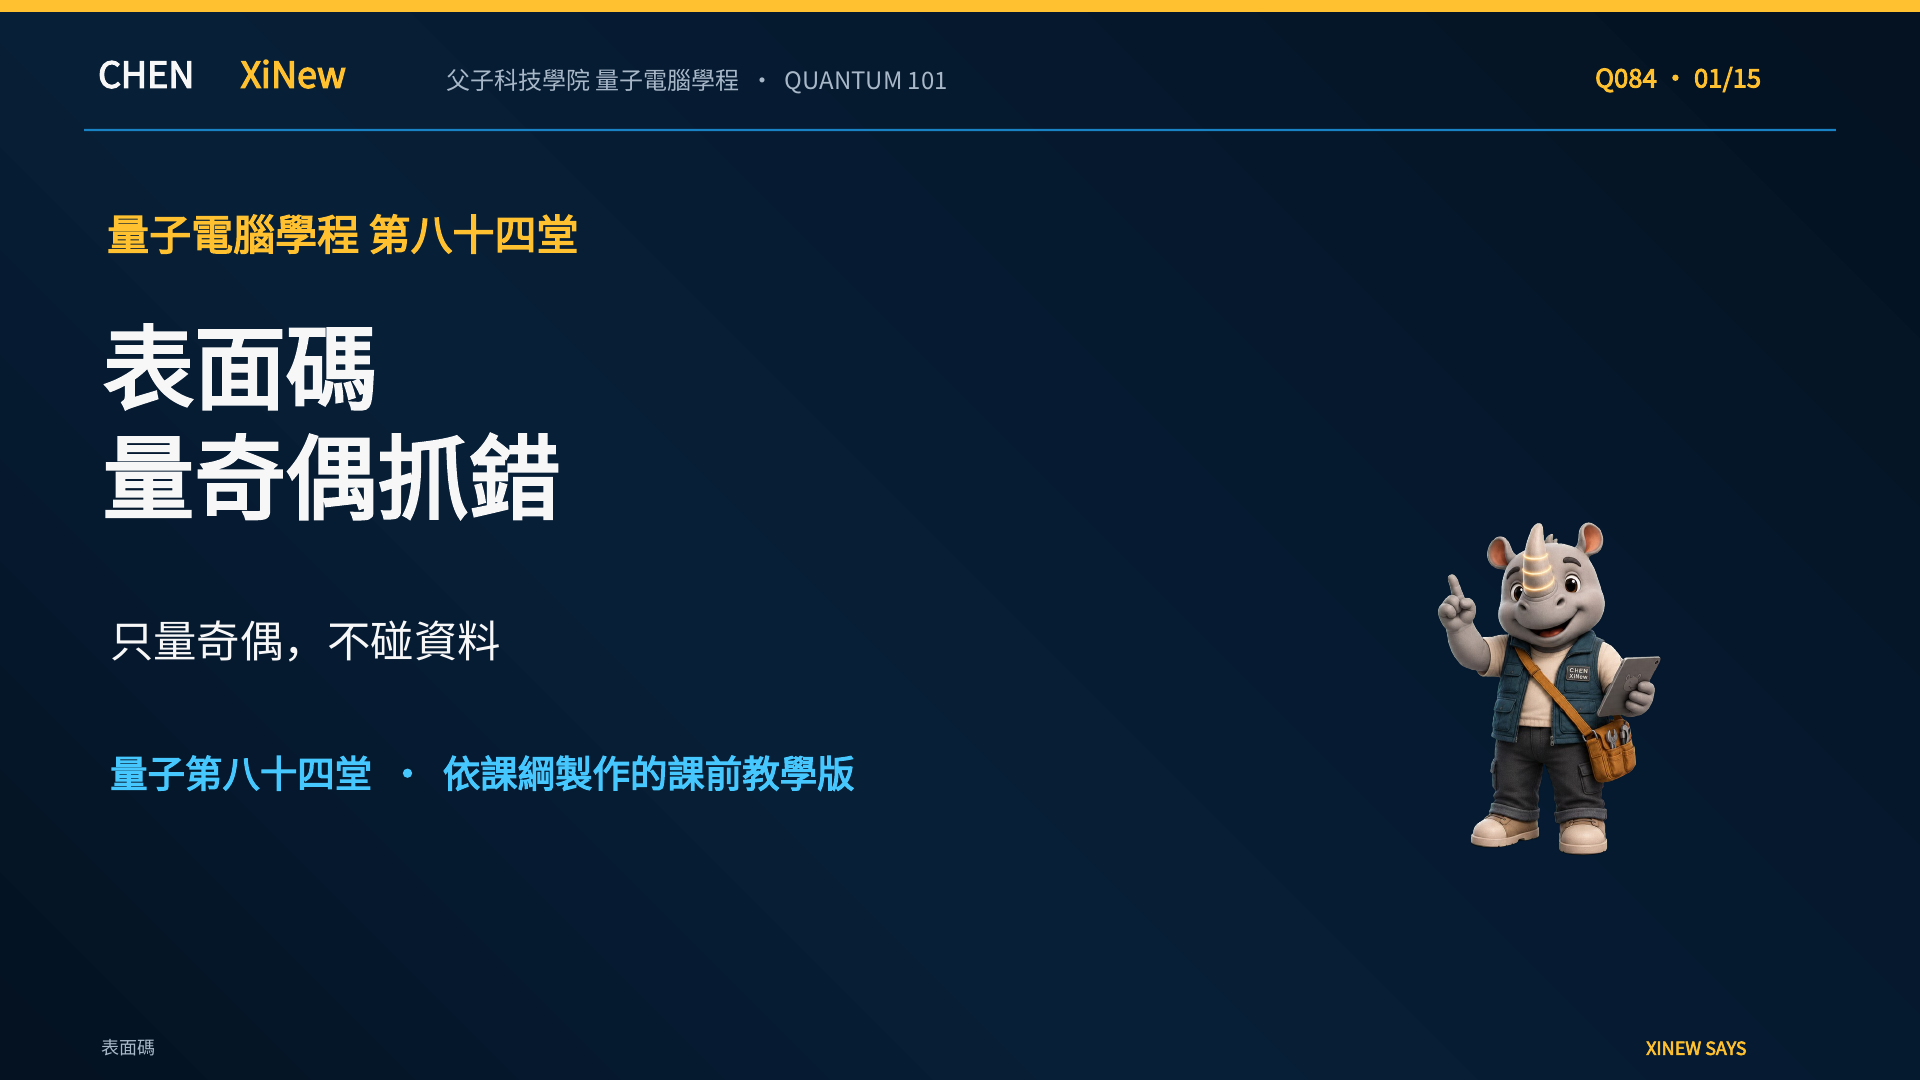 CHEN XiNew 父子科技學院 量子電腦學程 • QUANTUM 101 Q084 • 01/15
量子電腦學程 第八十四堂
表面碼
量奇偶抓錯
只量奇偶，不碰資料
量子第八十四堂 • 依課綱製作的課前教學版
CHEN
XiNew
表面碼 XINEW SAYS